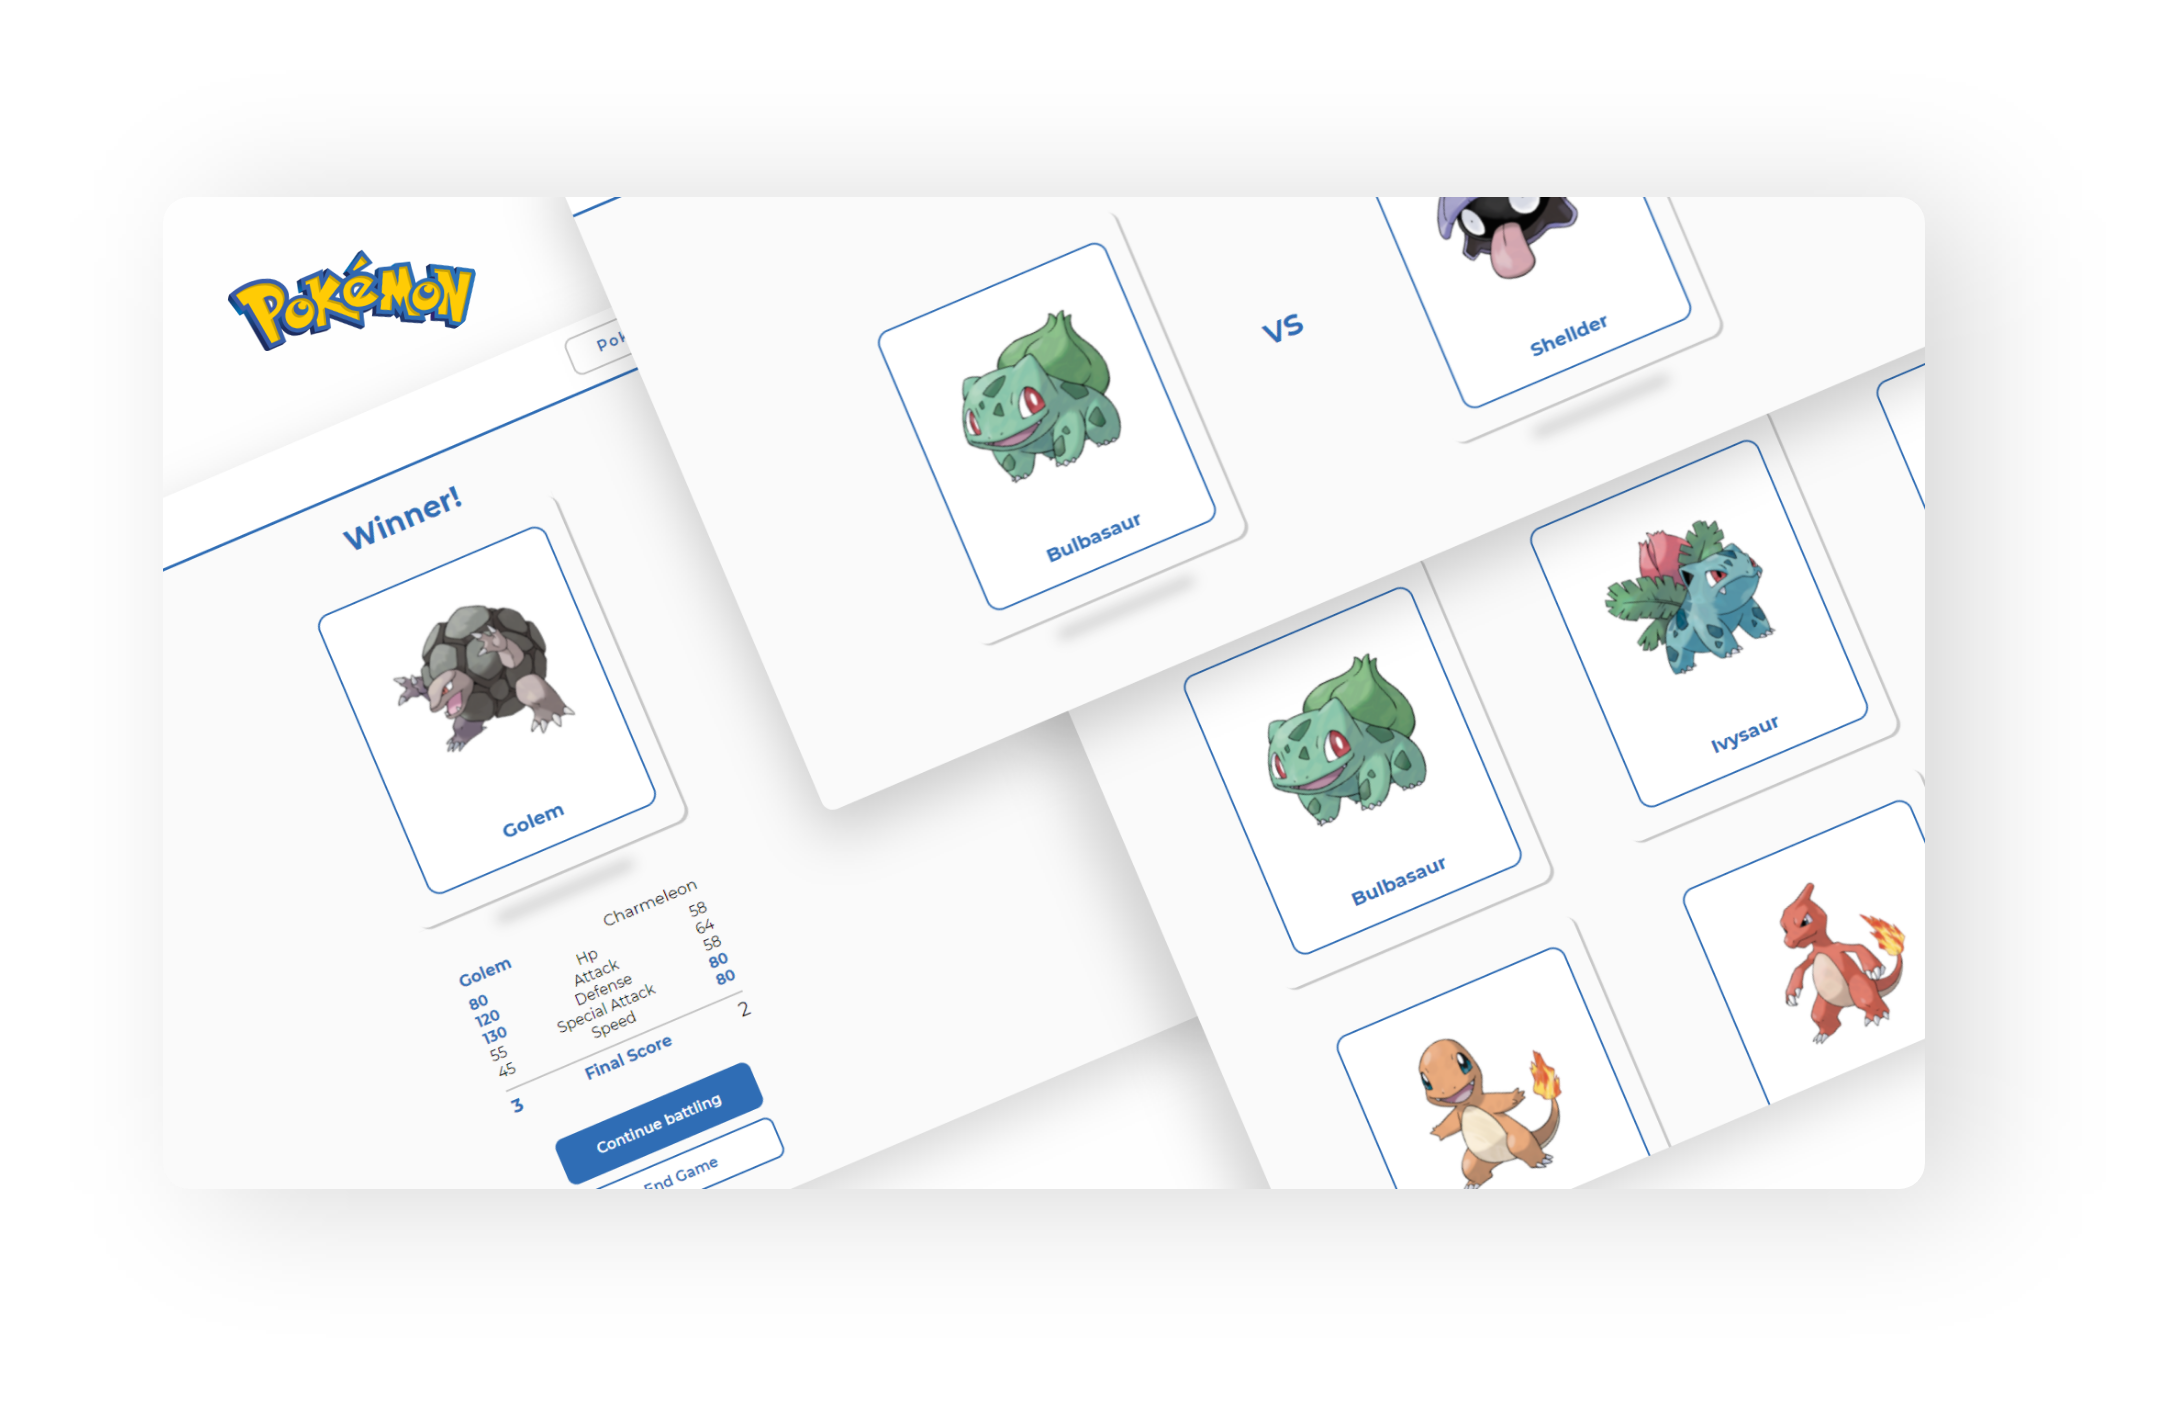 POKéMON
Winner!
Golem
Golem Charmeleon
80 Hp 58
120 Attack 64
130 Defense 58
55 Special Attack 80
45 Speed 80
3 Final Score 2
Continue battling
End Game
Bulbasaur
VS
Shellder
Bulbasaur
Ivysaur